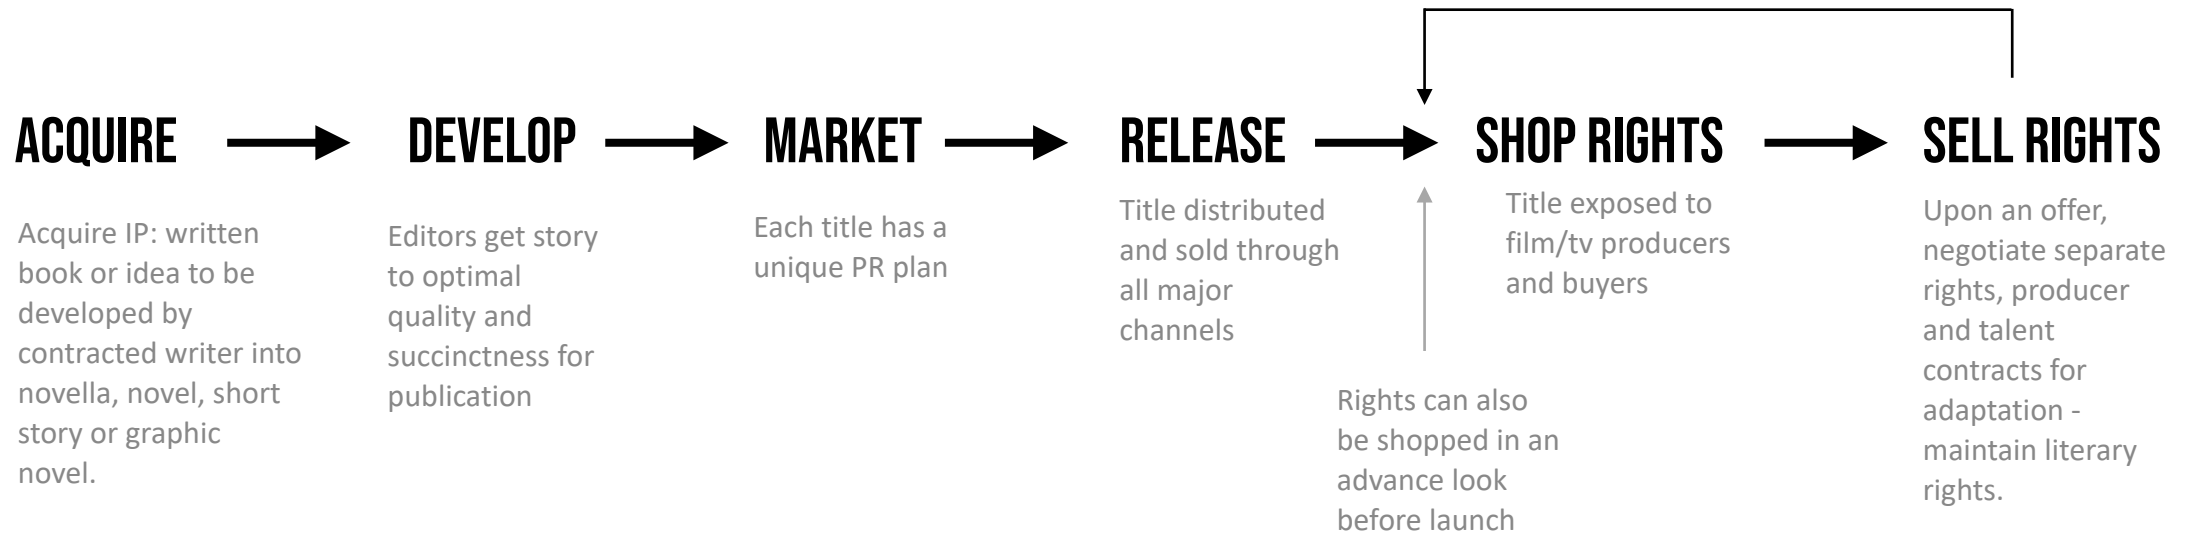 ACQUIRE
Acquire IP: written
book or idea to be
developed by
contracted writer into
novella, novel, short
story or graphic
novel.
DEVELOP
Editors get story
to optimal
quality and
succinctness for
publication
MARKET
Each title has a
unique PR plan
RELEASE
Title distributed
and sold through
all major
channels
Rights can also
be shopped in an
advance look
before launch
SHOP RIGHTS
Title exposed to
film/tv producers
and buyers
SELL RIGHTS
Upon an offer,
negotiate separate
rights, producer
and talent
contracts for
adaptation -
maintain literary
rights.